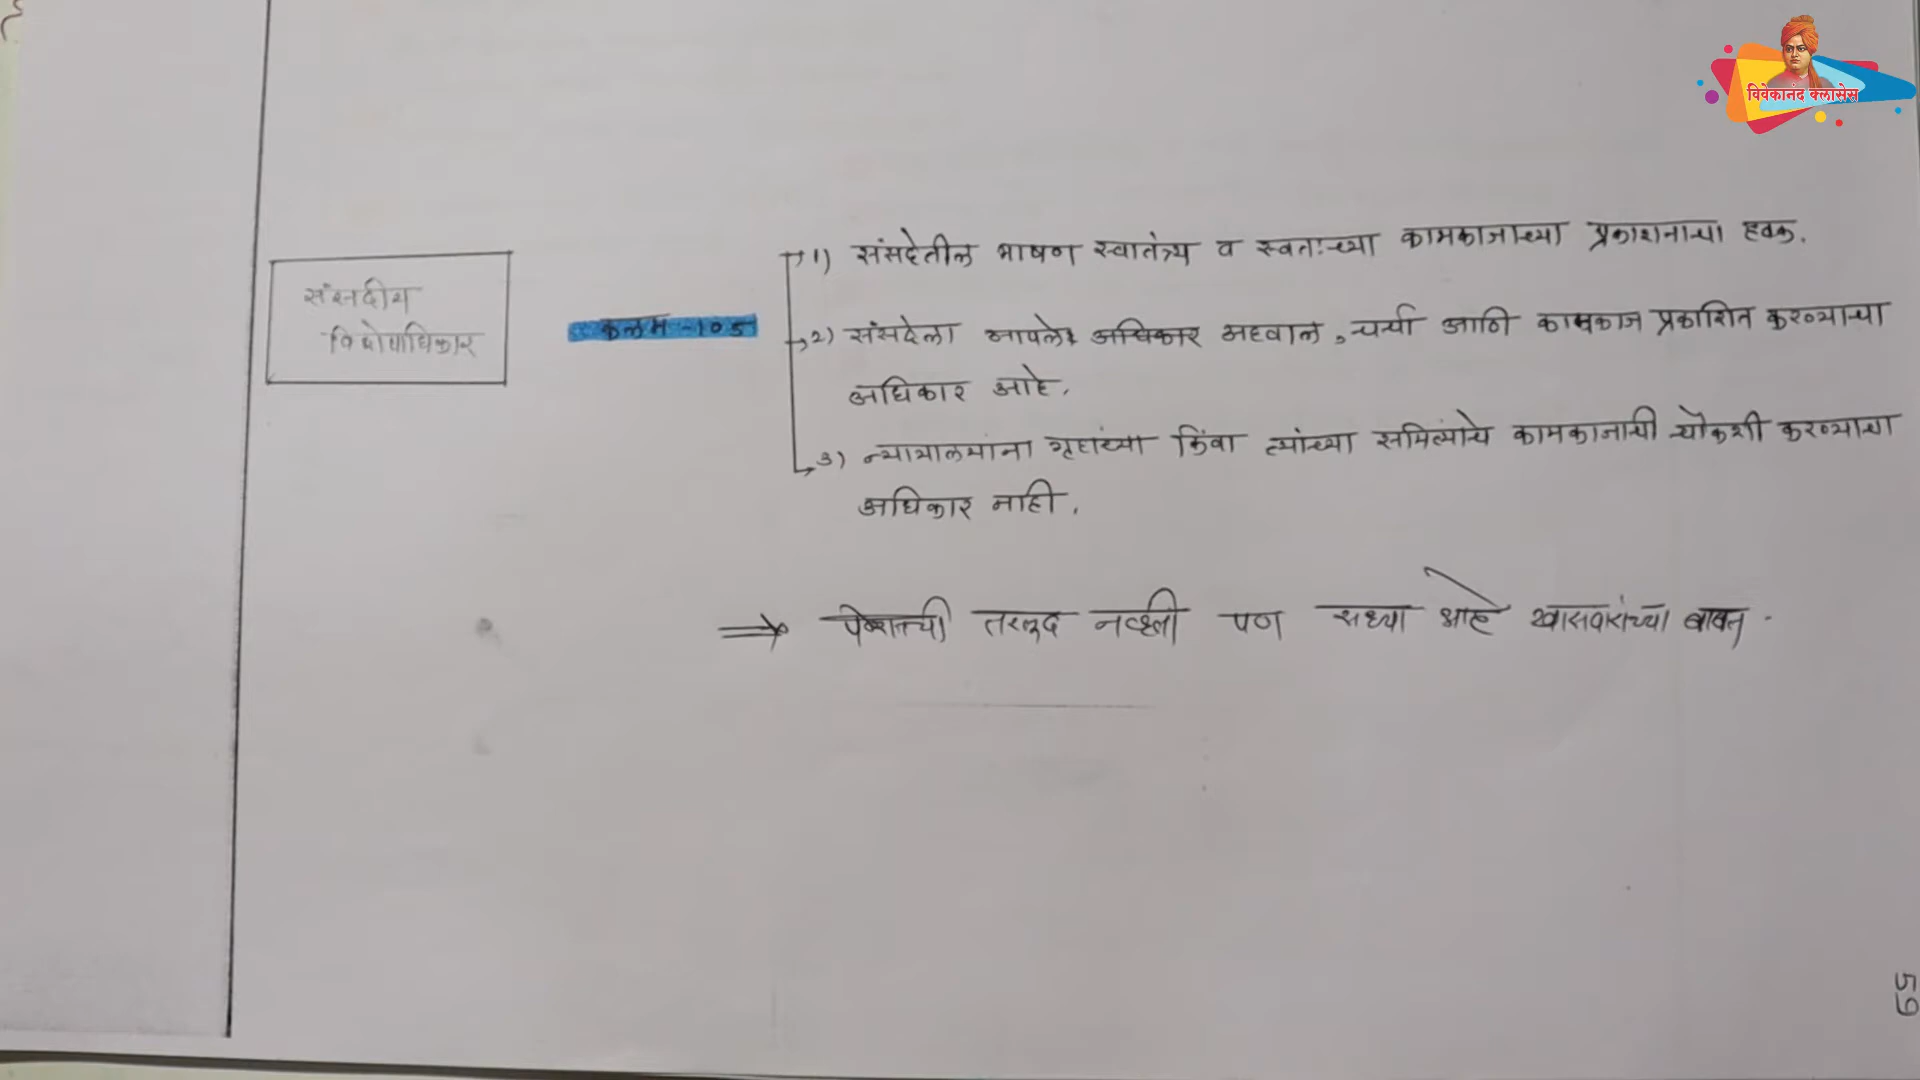 विवेकानंद क्लासेस
संसदीय
विशेषाधिकार
कलम-105
1) संसदेतील भाषण स्वातंत्र्य व स्वतःच्या कामकाजाच्या प्रकाशनाचा हक्क.
2) संसदेला आपले अधिकार अहवाल, चर्चा आणि कामकाज प्रकाशित करण्याचा
अधिकार आहे.
3) न्यायालयांना गृहांच्या किंवा त्यांच्या समित्यांचे कामकाजाची चौकशी करण्याचा
अधिकार नाही.
⇒ पेन्शनची तरतूद नव्हती पण सध्या आहे खासदारांच्या बाबत.
59